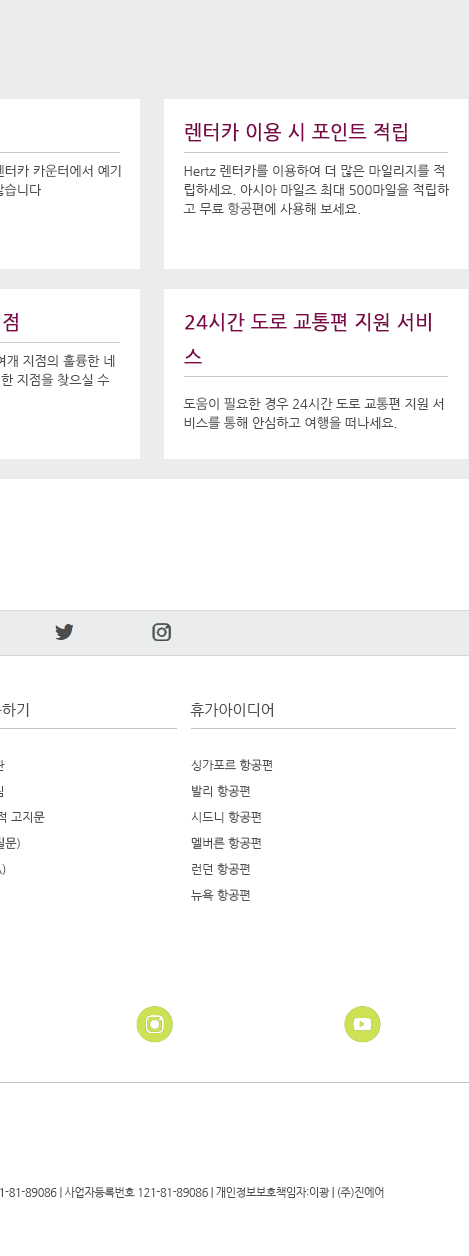 렌터카 이용 시 포인트 적립
렌터카 카운터에서 예기
않습니다
Hertz 렌터카를 이용하여 더 많은 마일리지를 적
립하세요. 아시아 마일즈 최대 500마일을 적립하
고 무료 항공편에 사용해 보세요.
점
여개 지점의 훌륭한 네
한 지점을 찾으실 수
24시간 도로 교통편 지원 서비
스
도움이 필요한 경우 24시간 도로 교통편 지원 서
비스를 통해 안심하고 여행을 떠나세요.
하기
적 고지문
질문)
)
휴가아이디어
싱가포르 항공편
발리 항공편
시드니 항공편
멜버른 항공편
런던 항공편
뉴욕 항공편
1-81-89086 | 사업자등록번호 121-81-89086 | 개인정보보호책임자:이광 | (주)진에어